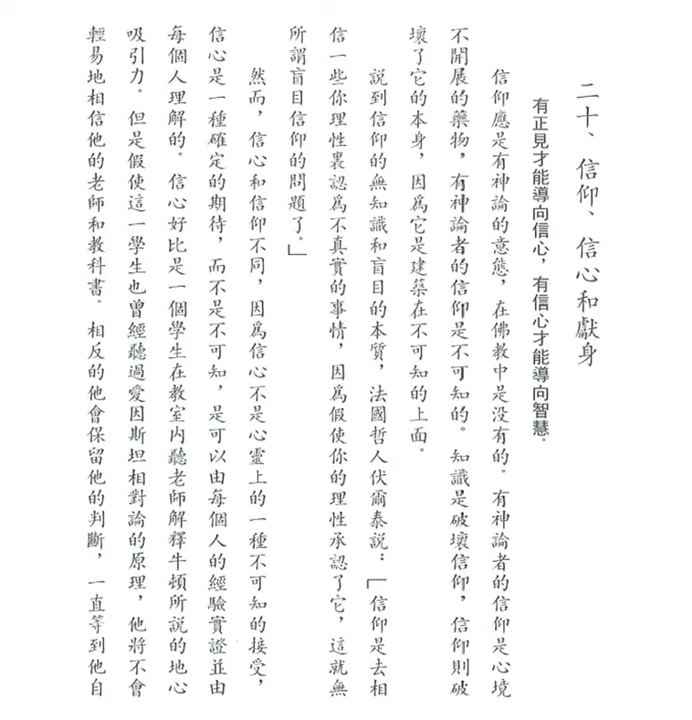 二十、信仰、信心和獻身
有正見才能導向信心，有信心才能導向智慧。
信仰應是有神論的意態，在佛教中是沒有的。有神論者的信仰是心境
不開展的藥物，有神論者的信仰是不可知的。知識是破壞信仰，信仰則破
壞了它的本身，因爲它是建築在不可知的上面。
說到信仰的無知識和盲目的本質，法國哲人伏爾泰說：「信仰是去相
信一些你理性裏認爲不真實的事情，因爲假使你的理性承認了它，這就無
所謂盲目信仰的問題了。」
然而，信心和信仰不同，因爲信心不是心靈上的一種不可知的接受，
信心是一種確定的期待，而不是不可知，是可以由每個人的經驗實證並由
每個人理解的。信心好比是一個學生在教室內聽老師解釋牛頓所說的地心
吸引力。但是假使這一學生也曾經聽過愛因斯坦相對論的原理，他將不會
輕易地相信他的老師和教科書。相反的他會保留他的判斷，一直等到他自